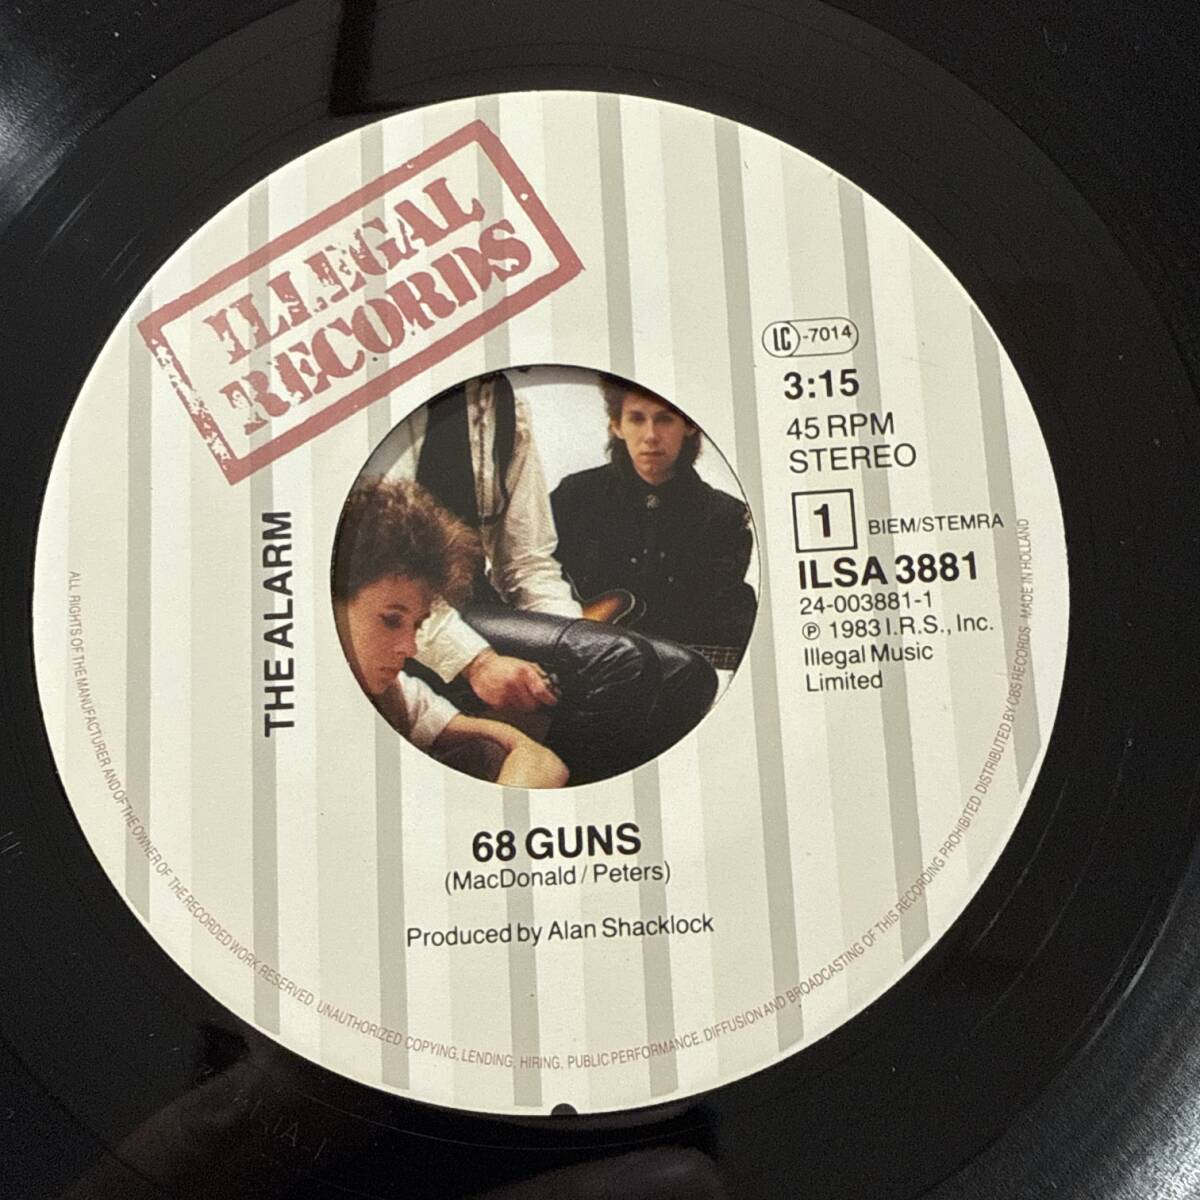 ILLEGAL
RECORDS
THE ALARM
IC-7014
3:15
45 RPM
STEREO
1 BIEM/STEMRA
ILSA 3881
24-003881-1
℗ 1983 I.R.S., Inc.
Illegal Music
Limited
68 GUNS
(MacDonald / Peters)
Produced by Alan Shacklock
ALL RIGHTS OF THE MANUFACTURER AND OF THE OWNER OF THE RECORDED WORK RESERVED. UNAUTHORIZED COPYING, LENDING, HIRING, PUBLIC PERFORMANCE, DIFFUSION AND BROADCASTING OF THIS RECORDING PROHIBITED DISTRIBUTED BY CBS RECORDS MADE IN HOLLAND